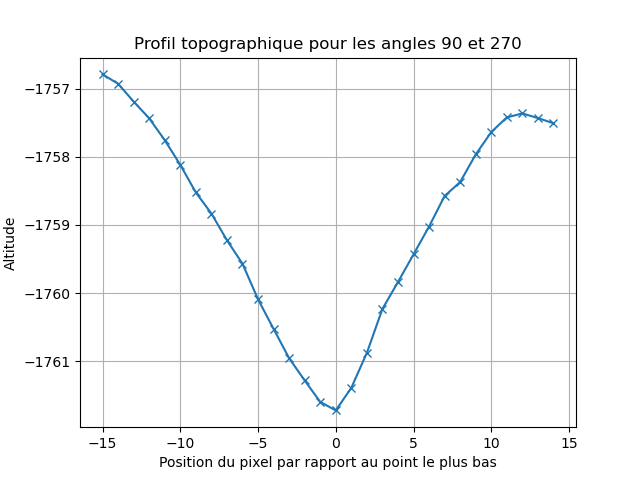 Profil topographique pour les angles 90 et 270
−1757
−1758
−1759
−1760
−1761
Altitude
−15 −10 −5 0 5 10 15
Position du pixel par rapport au point le plus bas